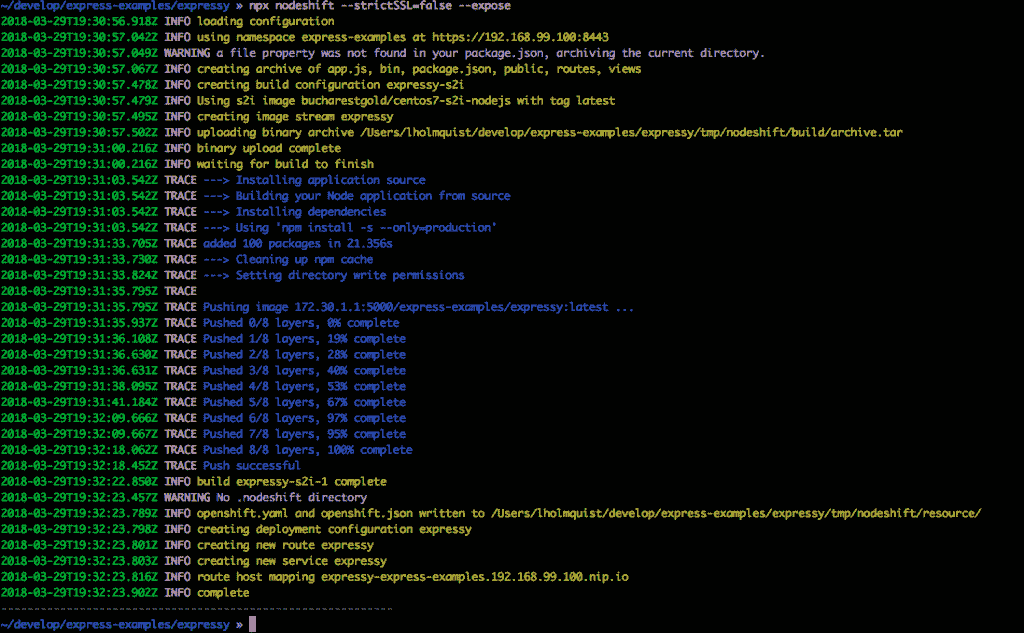 ~/develop/express-examples/expressy » npx nodeshift --strictSSL=false --expose
2018-03-29T19:30:56.918Z INFO loading configuration
2018-03-29T19:30:57.042Z INFO using namespace express-examples at https://192.168.99.100:8443
2018-03-29T19:30:57.049Z WARNING a file property was not found in your package.json, archiving the current directory.
2018-03-29T19:30:57.067Z INFO creating archive of app.js, bin, package.json, public, routes, views
2018-03-29T19:30:57.478Z INFO creating build configuration expressy-s2i
2018-03-29T19:30:57.479Z INFO Using s2i image bucharestgold/centos7-s2i-nodejs with tag latest
2018-03-29T19:30:57.495Z INFO creating image stream expressy
2018-03-29T19:30:57.502Z INFO uploading binary archive /Users/lholmquist/develop/express-examples/expressy/tmp/nodeshift/build/archive.tar
2018-03-29T19:31:00.216Z INFO binary upload complete
2018-03-29T19:31:00.216Z INFO waiting for build to finish
2018-03-29T19:31:03.542Z TRACE ---> Installing application source
2018-03-29T19:31:03.542Z TRACE ---> Building your Node application from source
2018-03-29T19:31:03.542Z TRACE ---> Installing dependencies
2018-03-29T19:31:03.542Z TRACE ---> Using 'npm install -s --only=production'
2018-03-29T19:31:33.705Z TRACE added 100 packages in 21.356s
2018-03-29T19:31:33.730Z TRACE ---> Cleaning up npm cache
2018-03-29T19:31:33.824Z TRACE ---> Setting directory write permissions
2018-03-29T19:31:35.795Z TRACE
2018-03-29T19:31:35.795Z TRACE Pushing image 172.30.1.1:5000/express-examples/expressy:latest ...
2018-03-29T19:31:35.937Z TRACE Pushed 0/8 layers, 0% complete
2018-03-29T19:31:36.108Z TRACE Pushed 1/8 layers, 19% complete
2018-03-29T19:31:36.630Z TRACE Pushed 2/8 layers, 28% complete
2018-03-29T19:31:36.631Z TRACE Pushed 3/8 layers, 40% complete
2018-03-29T19:31:38.095Z TRACE Pushed 4/8 layers, 53% complete
2018-03-29T19:31:41.184Z TRACE Pushed 5/8 layers, 67% complete
2018-03-29T19:32:09.666Z TRACE Pushed 6/8 layers, 97% complete
2018-03-29T19:32:09.667Z TRACE Pushed 7/8 layers, 95% complete
2018-03-29T19:32:18.062Z TRACE Pushed 8/8 layers, 100% complete
2018-03-29T19:32:18.452Z TRACE Push successful
2018-03-29T19:32:22.850Z INFO build expressy-s2i-1 complete
2018-03-29T19:32:23.457Z WARNING No .nodeshift directory
2018-03-29T19:32:23.789Z INFO openshift.yaml and openshift.json written to /Users/lholmquist/develop/express-examples/expressy/tmp/nodeshift/resource/
2018-03-29T19:32:23.798Z INFO creating deployment configuration expressy
2018-03-29T19:32:23.801Z INFO creating new route expressy
2018-03-29T19:32:23.803Z INFO creating new service expressy
2018-03-29T19:32:23.816Z INFO route host mapping expressy-express-examples.192.168.99.100.nip.io
2018-03-29T19:32:23.902Z INFO complete
------------------------------------------------------------
~/develop/express-examples/expressy »